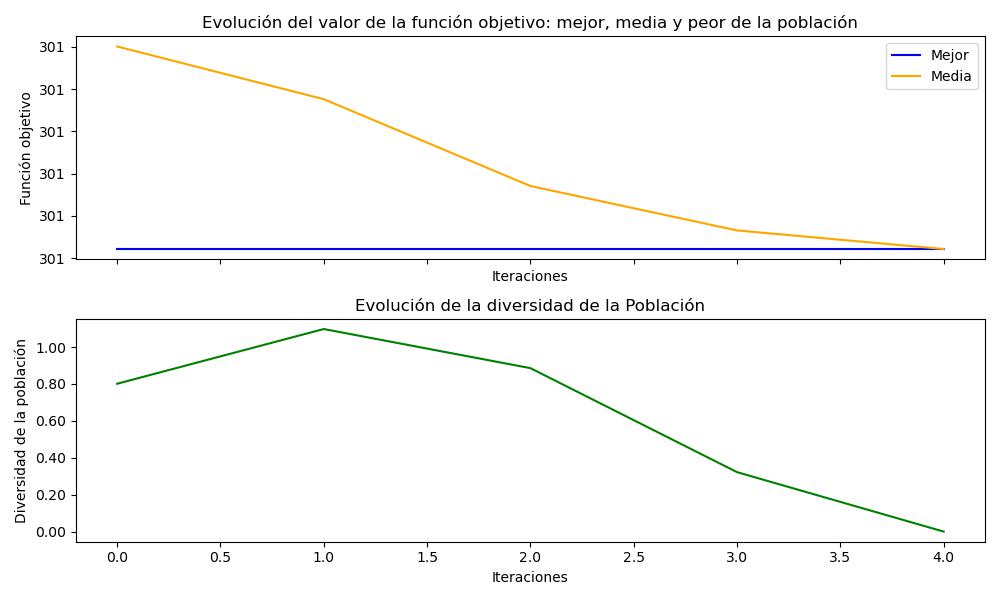 Evolución del valor de la función objetivo: mejor, media y peor de la población
301
301
301
301
301
301
Función objetivo
Mejor
Media
Iteraciones
Evolución de la diversidad de la Población
1.00
0.80
0.60
0.40
0.20
0.00
Diversidad de la población
0.0 0.5 1.0 1.5 2.0 2.5 3.0 3.5 4.0
Iteraciones